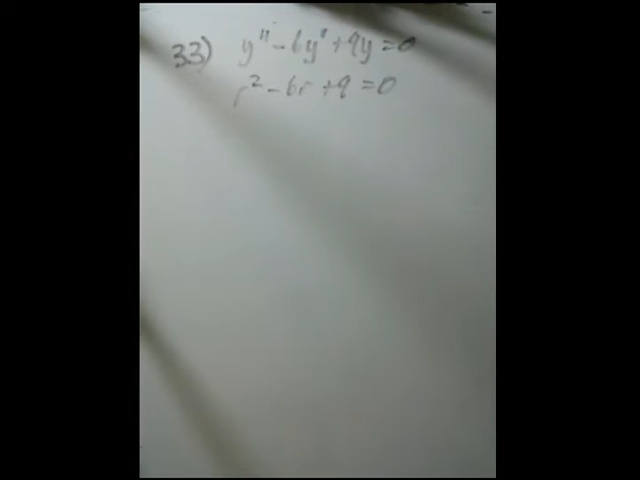 33) y'' - 6y' + 9y = 0
r² - 6r + 9 = 0